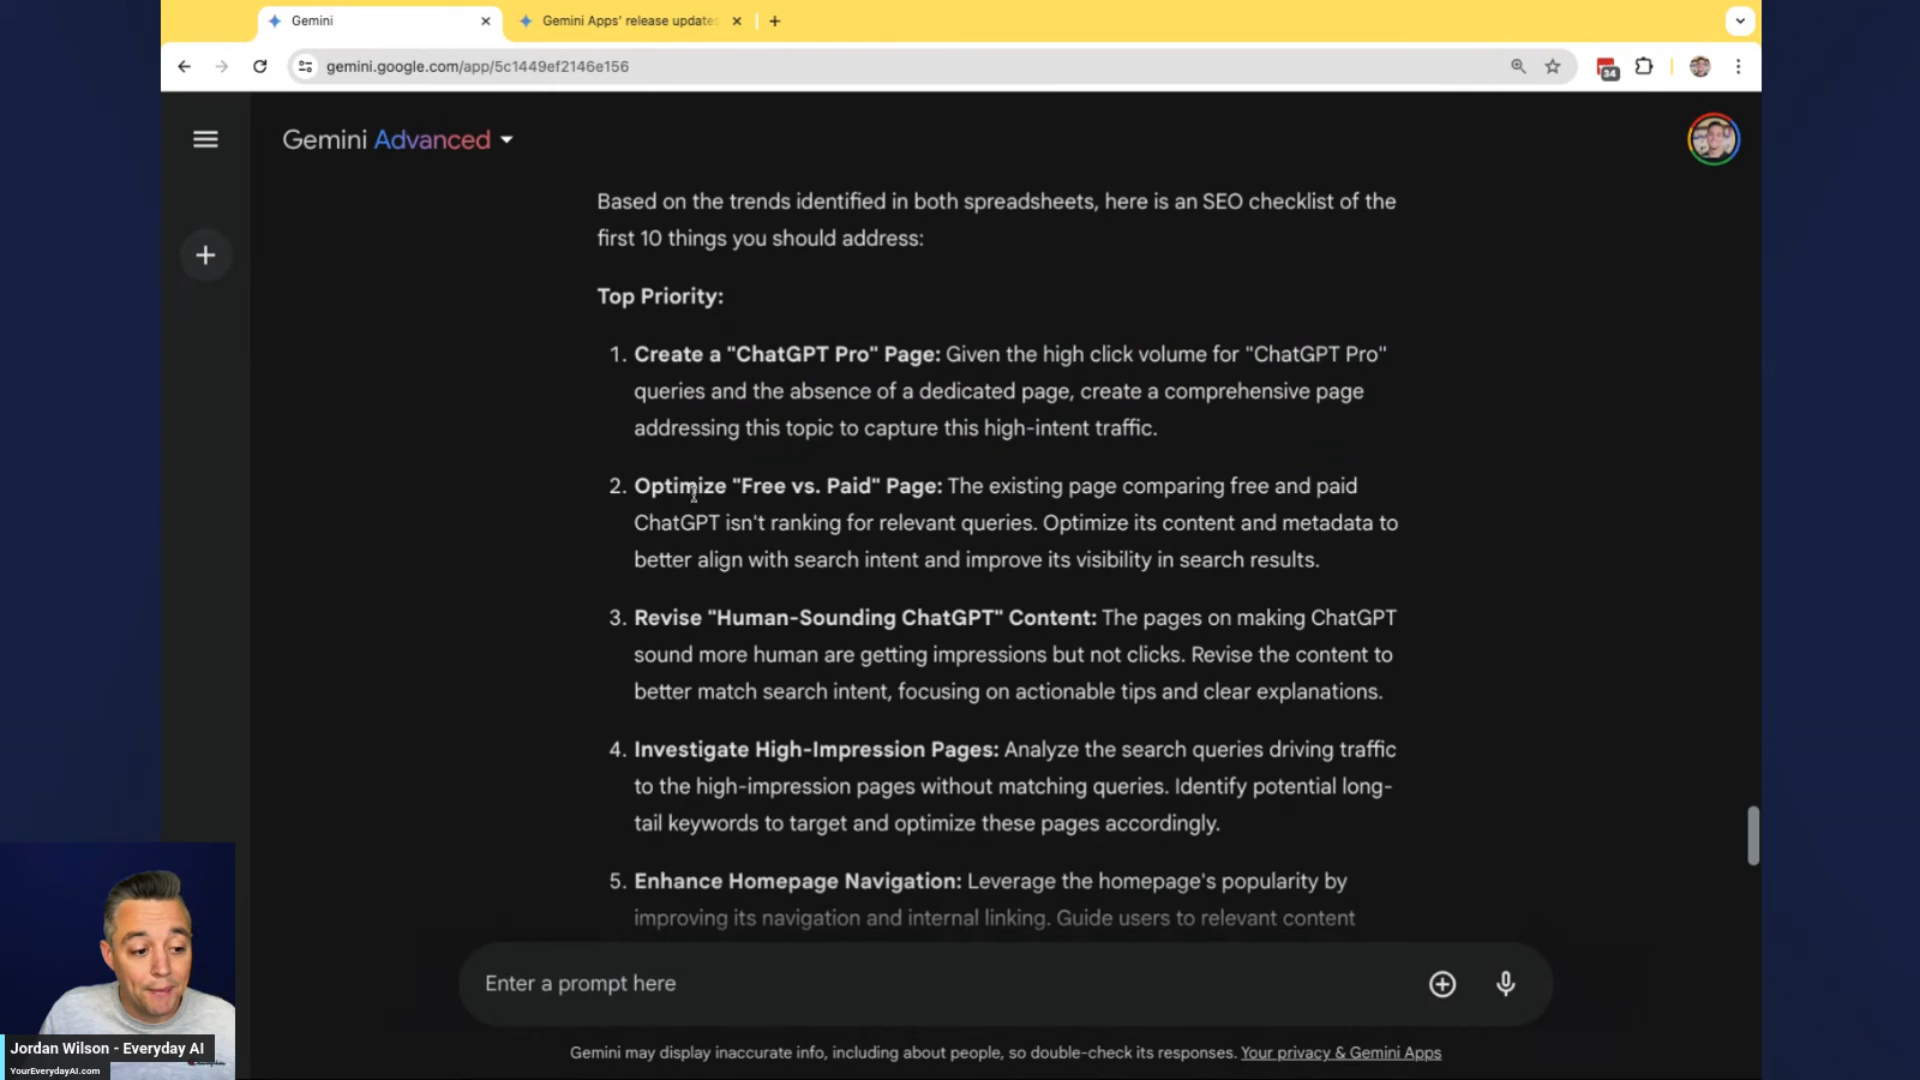 Gemini
Gemini Apps' release update
gemini.google.com/app/5c1449ef2146e156
34
Gemini Advanced
Based on the trends identified in both spreadsheets, here is an SEO checklist of the
first 10 things you should address:
Top Priority:
1. Create a "ChatGPT Pro" Page: Given the high click volume for "ChatGPT Pro"
queries and the absence of a dedicated page, create a comprehensive page
addressing this topic to capture this high-intent traffic.
2. Optimize "Free vs. Paid" Page: The existing page comparing free and paid
ChatGPT isn't ranking for relevant queries. Optimize its content and metadata to
better align with search intent and improve its visibility in search results.
3. Revise "Human-Sounding ChatGPT" Content: The pages on making ChatGPT
sound more human are getting impressions but not clicks. Revise the content to
better match search intent, focusing on actionable tips and clear explanations.
4. Investigate High-Impression Pages: Analyze the search queries driving traffic
to the high-impression pages without matching queries. Identify potential long-
tail keywords to target and optimize these pages accordingly.
5. Enhance Homepage Navigation: Leverage the homepage's popularity by
improving its navigation and internal linking. Guide users to relevant content
Enter a prompt here
Gemini may display inaccurate info, including about people, so double-check its responses. Your privacy & Gemini Apps
Jordan Wilson - Everyday AI
YourEverydayAI.com